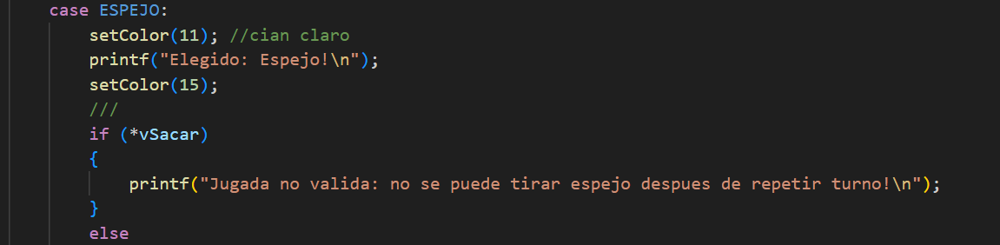 case ESPEJO:
setColor(11); //cian claro
printf("Elegido: Espejo!\n");
setColor(15);
///
if (*vSacar)
{
printf("Jugada no valida: no se puede tirar espejo despues de repetir turno!\n");
}
else